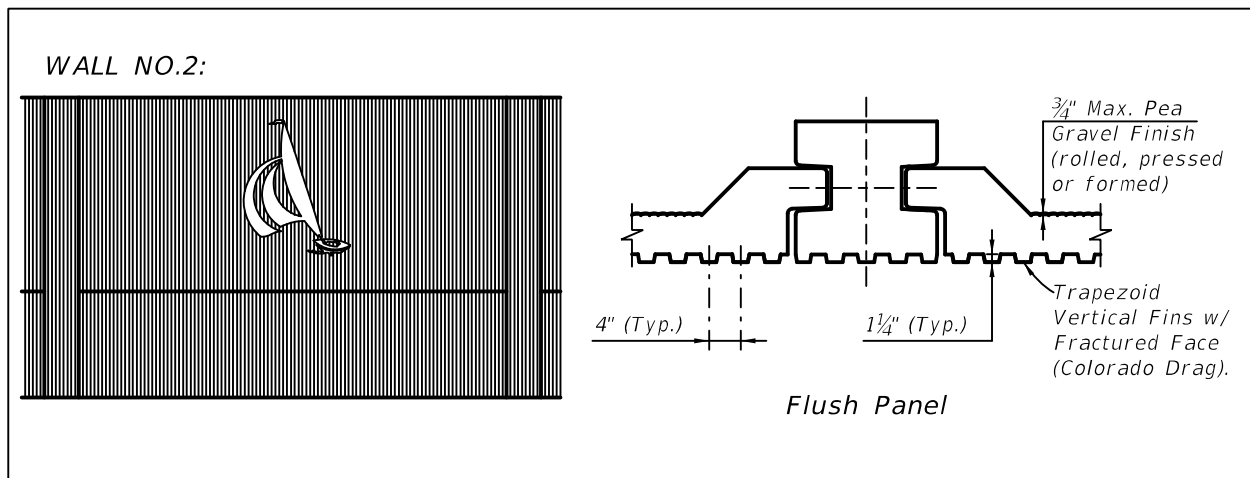 WALL NO.2:
¾" Max. Pea
Gravel Finish
(rolled, pressed
or formed)
4" (Typ.)
1¼" (Typ.)
Trapezoid
Vertical Fins w/
Fractured Face
(Colorado Drag).
Flush Panel